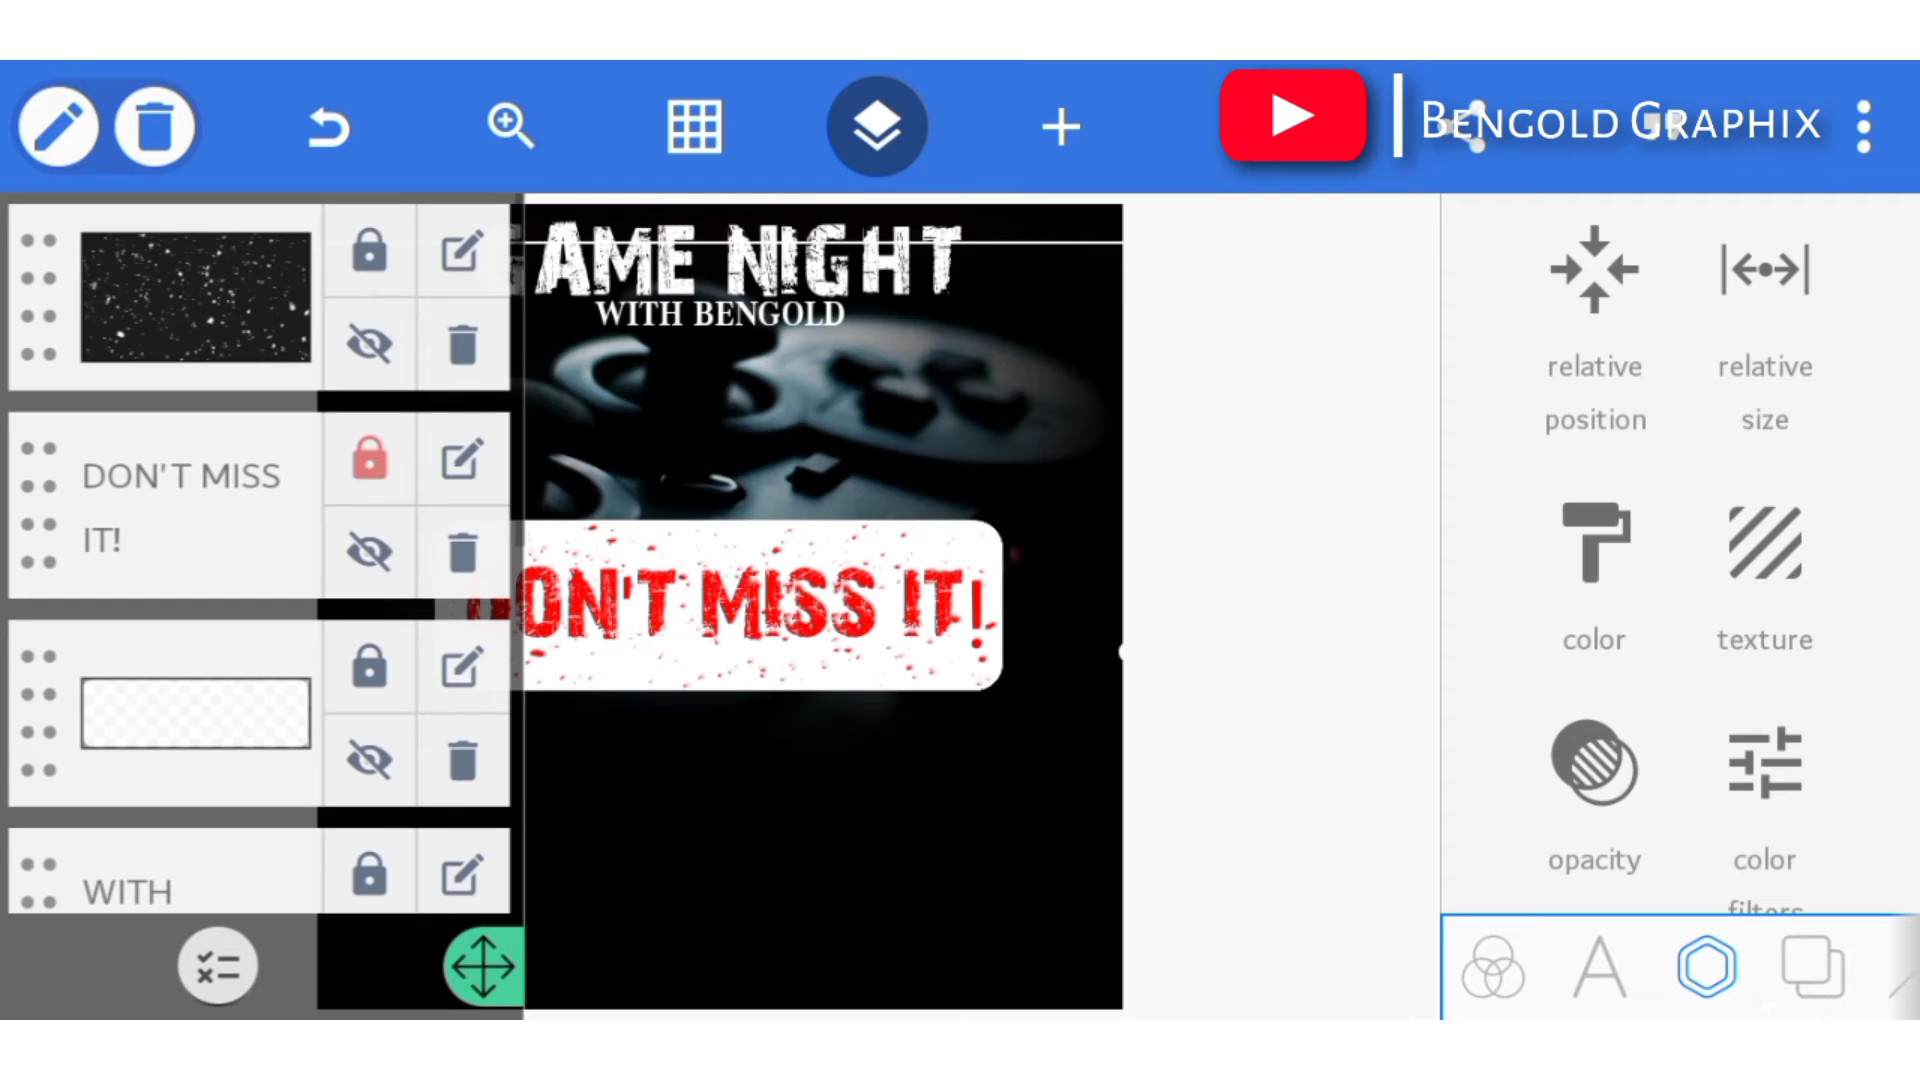 BENGOLD GRAPHIX
AME NIGHT
WITH BENGOLD
DON'T MISS
IT!
ON'T MISS IT!
WITH
relative
position
relative
size
color
texture
opacity
color
filters